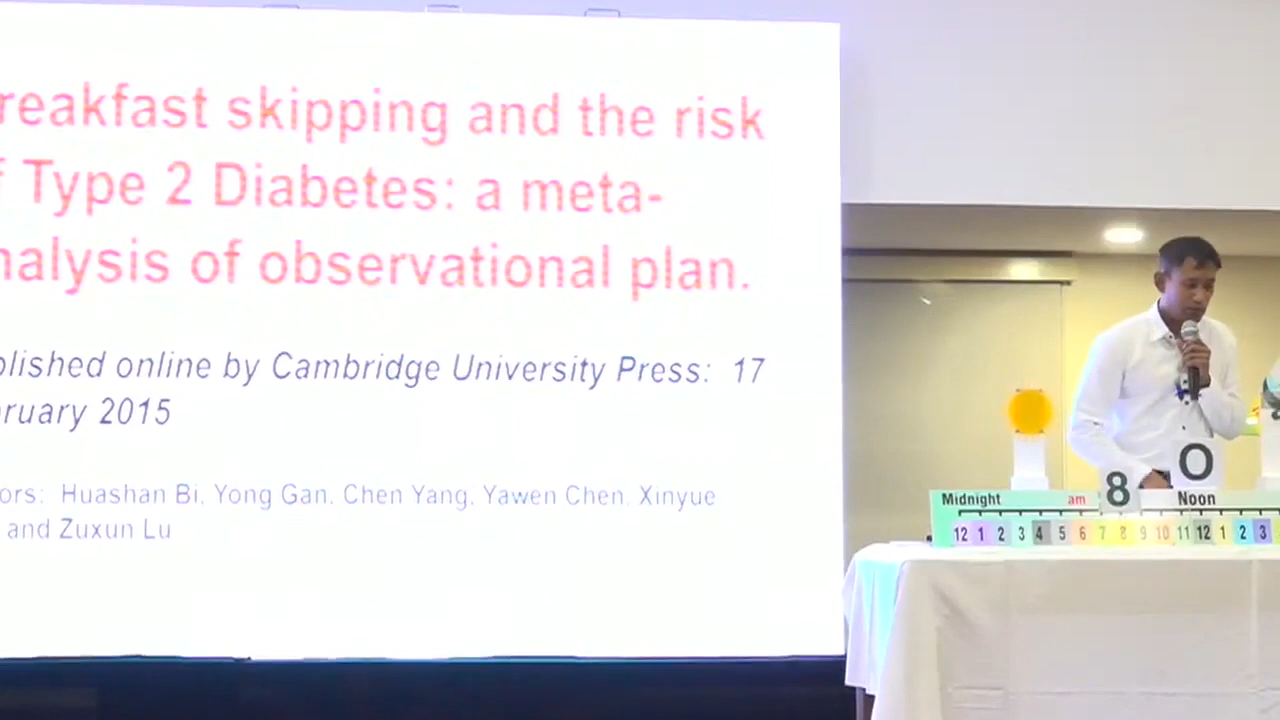 reakfast skipping and the risk
f Type 2 Diabetes: a meta-
nalysis of observational plan.
blished online by Cambridge University Press: 17
ruary 2015
ors: Huashan Bi, Yong Gan, Chen Yang, Yawen Chen, Xinyue
and Zuxun Lu
8 O
Midnight am Noon
12 1 2 3 4 5 6 7 8 9 10 11 12 1 2 3